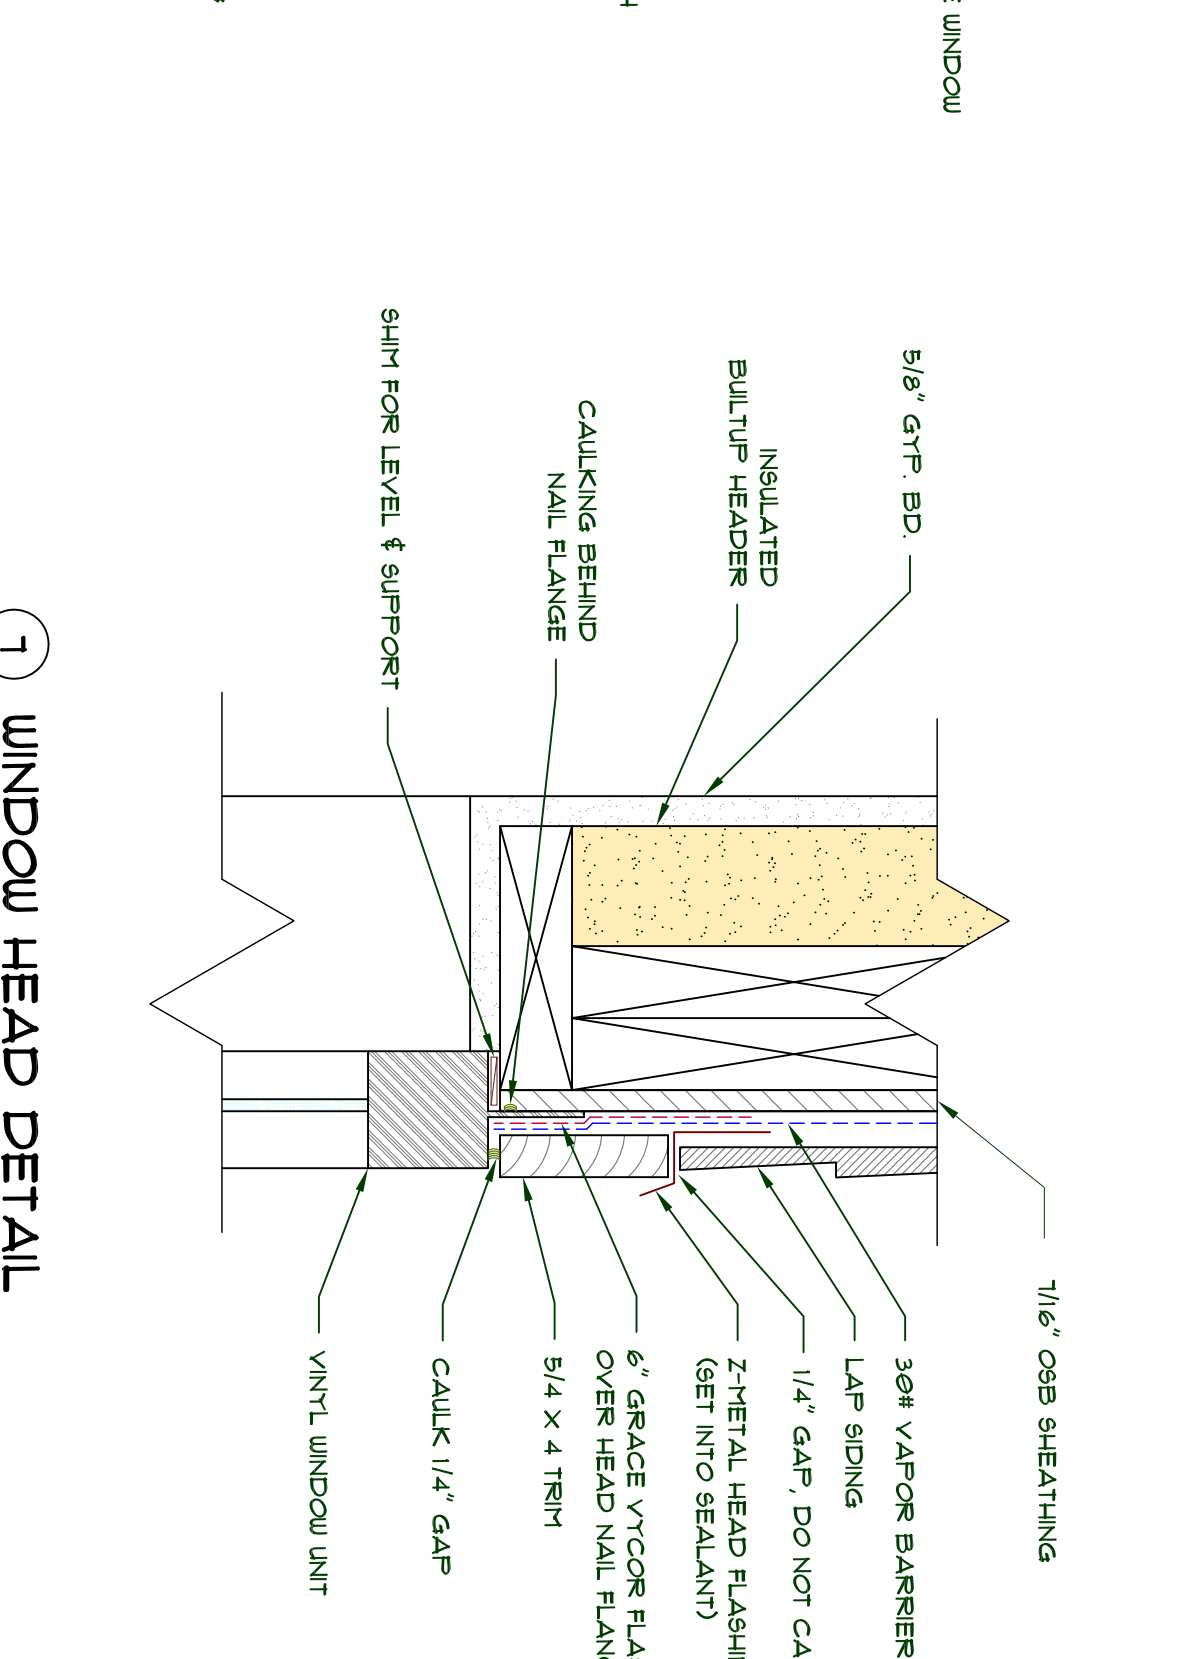 E WINDOW
5/8" GYP. BD.
INSULATED
BUILTUP HEADER
CAULKING BEHIND
NAIL FLANGE
SHIM FOR LEVEL & SUPPORT
7/16" OSB SHEATHING
30# VAPOR BARRIER
LAP SIDING
1/4" GAP, DO NOT CA
Z-METAL HEAD FLASHI
(SET INTO SEALANT)
6" GRACE VYCOR FLA
OVER HEAD NAIL FLANG
5/4 X 4 TRIM
CAULK 1/4" GAP
VINYL WINDOW UNIT
7 WINDOW HEAD DETAIL